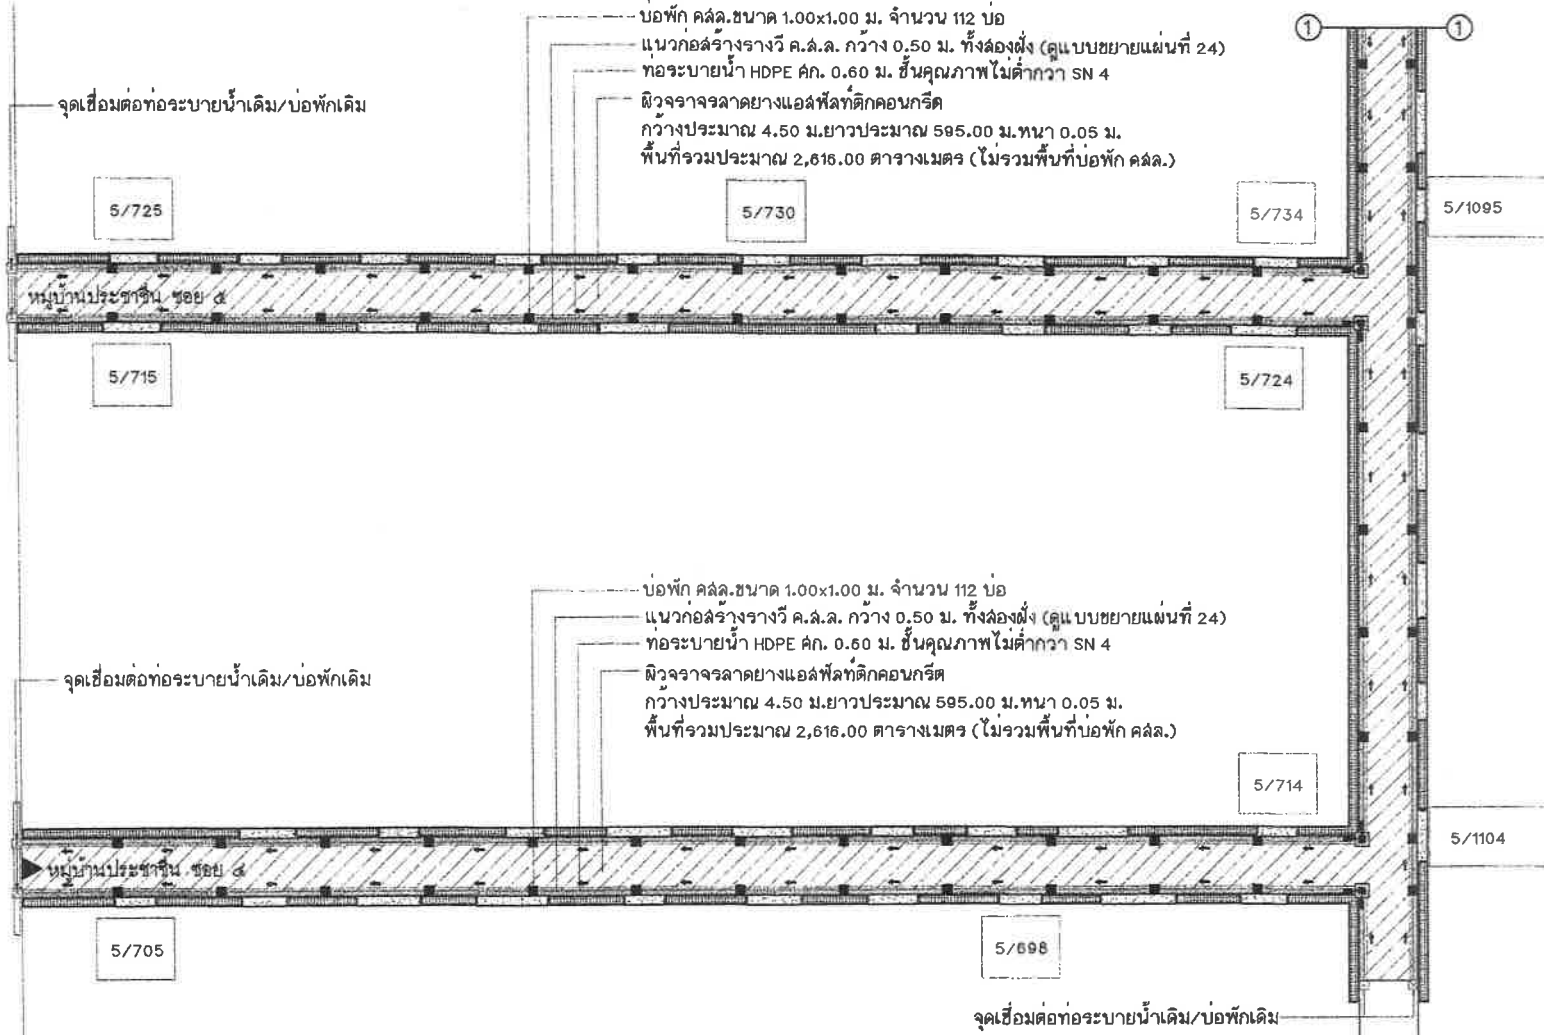 บ่อพัก คสล.ขนาด 1.00x1.00 ม. จำนวน 112 บ่อ
แนวก่อสร้างรางวี ค.ส.ล. กว้าง 0.50 ม. ทั้งสองฝั่ง (ดูแบบขยายแผ่นที่ 24)
ท่อระบายน้ำ HDPE ศก. 0.60 ม. ชั้นคุณภาพไม่ต่ำกว่า SN 4
ผิวจราจรลาดยางแอสฟัลท์ติกคอนกรีต
กว้างประมาณ 4.50 ม.ยาวประมาณ 595.00 ม.หนา 0.05 ม.
พื้นที่รวมประมาณ 2,616.00 ตารางเมตร (ไม่รวมพื้นที่บ่อพัก คสล.)
1 1
จุดเชื่อมต่อท่อระบายน้ำเดิม/บ่อพักเดิม
5/725
5/730
5/734
5/1095
หมู่บ้านประชาชื่น ซอย ๕
5/715
5/724
บ่อพัก คสล.ขนาด 1.00x1.00 ม. จำนวน 112 บ่อ
แนวก่อสร้างรางวี ค.ส.ล. กว้าง 0.50 ม. ทั้งสองฝั่ง (ดูแบบขยายแผ่นที่ 24)
ท่อระบายน้ำ HDPE ศก. 0.60 ม. ชั้นคุณภาพไม่ต่ำกว่า SN 4
ผิวจราจรลาดยางแอสฟัลท์ติกคอนกรีต
กว้างประมาณ 4.50 ม.ยาวประมาณ 595.00 ม.หนา 0.05 ม.
พื้นที่รวมประมาณ 2,616.00 ตารางเมตร (ไม่รวมพื้นที่บ่อพัก คสล.)
จุดเชื่อมต่อท่อระบายน้ำเดิม/บ่อพักเดิม
5/714
5/1104
หมู่บ้านประชาชื่น ซอย ๔
5/705
5/698
จุดเชื่อมต่อท่อระบายน้ำเดิม/บ่อพักเดิม